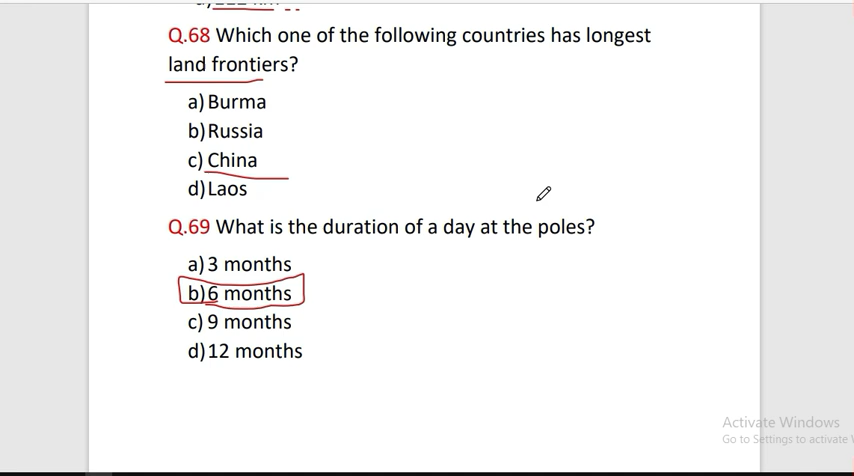 Q.68 Which one of the following countries has longest
land frontiers?
a) Burma
b) Russia
c) China
d) Laos
Q.69 What is the duration of a day at the poles?
a) 3 months
b) 6 months
c) 9 months
d) 12 months
Activate Windows
Go to Settings to activate